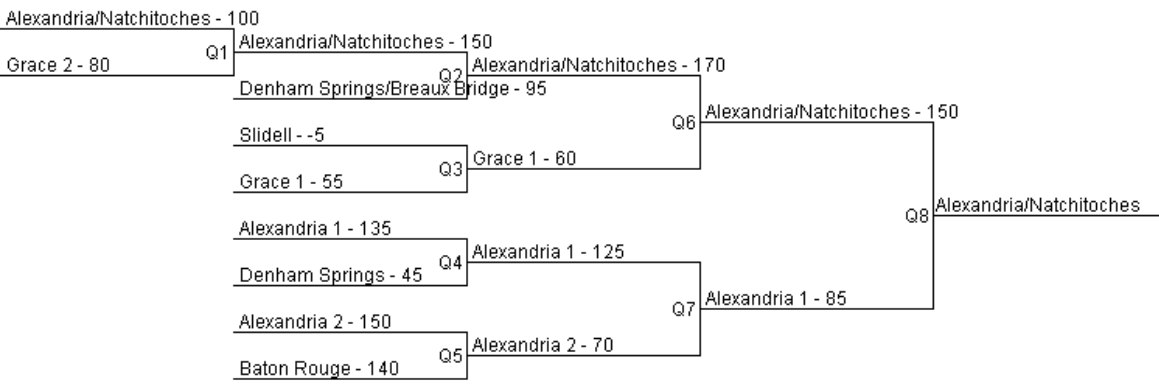 Alexandria/Natchitoches - 100
Grace 2 - 80
Q1
Alexandria/Natchitoches - 150
Denham Springs/Breaux Bridge - 95
Q2
Slidell - -5
Grace 1 - 55
Q3
Alexandria 1 - 135
Denham Springs - 45
Q4
Alexandria 2 - 150
Baton Rouge - 140
Q5
Alexandria/Natchitoches - 170
Grace 1 - 60
Q6
Alexandria 1 - 125
Alexandria 2 - 70
Q7
Alexandria/Natchitoches - 150
Alexandria 1 - 85
Q8
Alexandria/Natchitoches